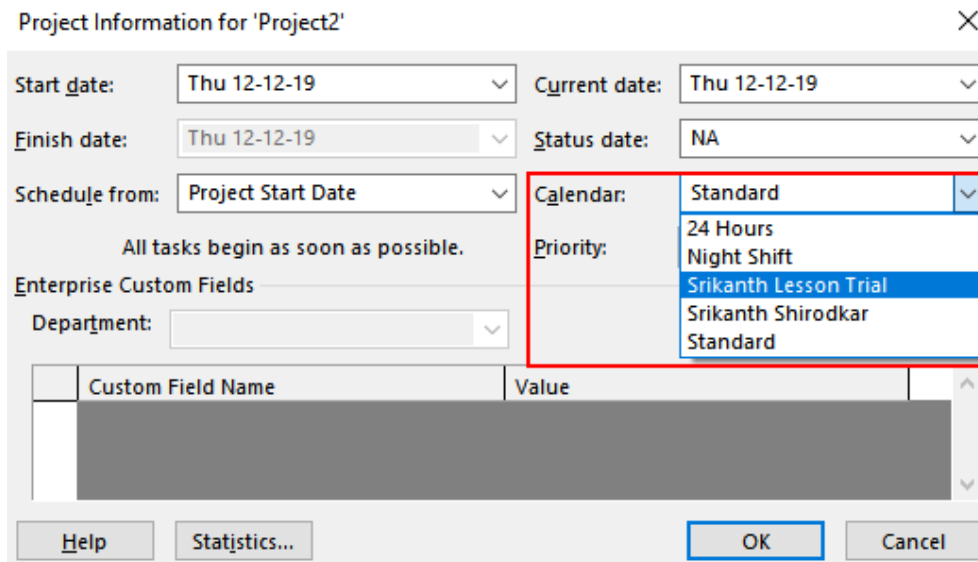 Project Information for 'Project2'
Start date: Thu 12-12-19 Current date: Thu 12-12-19
Finish date: Thu 12-12-19 Status date: NA
Schedule from: Project Start Date Calendar: Standard
24 Hours
All tasks begin as soon as possible. Priority: Night Shift
Enterprise Custom Fields Srikanth Lesson Trial
Department: Srikanth Shirodkar
Standard
Custom Field Name Value
Help Statistics... OK Cancel